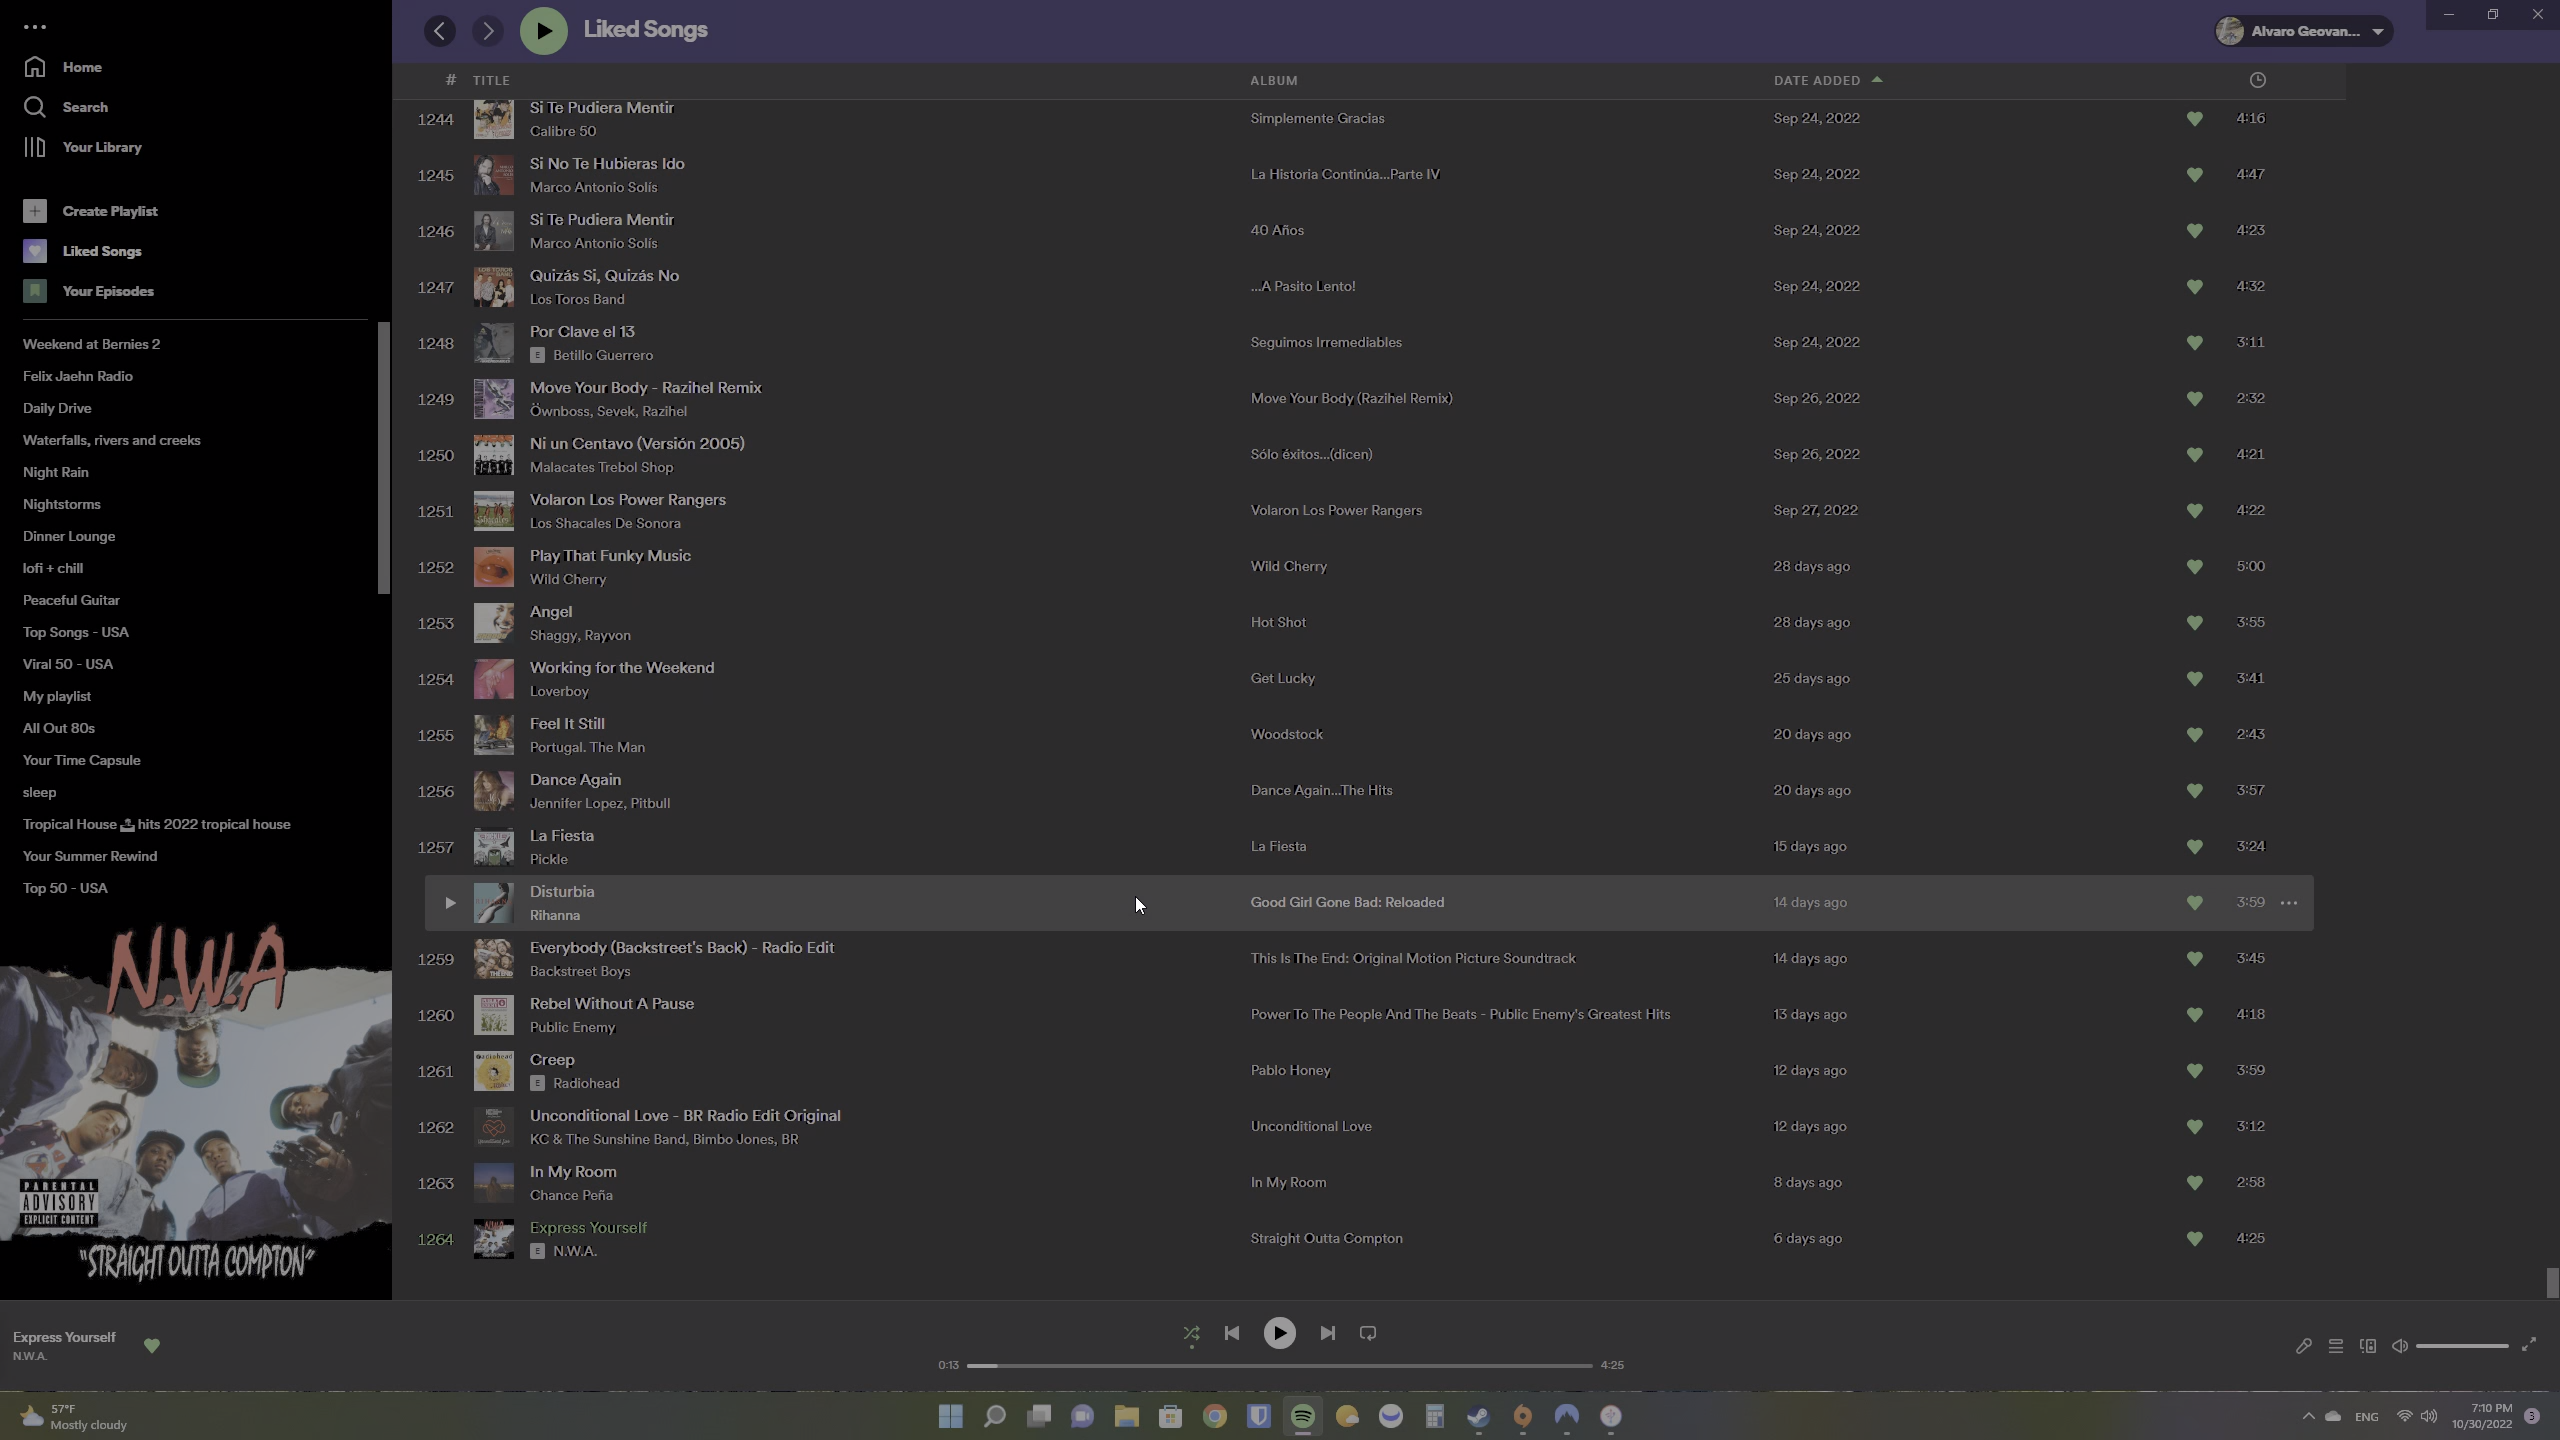 Home
Search
Your Library
Create Playlist
Liked Songs
Your Episodes
Weekend at Bernies 2
Felix Jaehn Radio
Daily Drive
Waterfalls, rivers and creeks
Night Rain
Nightstorms
Dinner Lounge
lofi + chill
Peaceful Guitar
Top Songs - USA
Viral 50 - USA
My playlist
All Out 80s
Your Time Capsule
sleep
Tropical House 🏝 hits 2022 tropical house
Your Summer Rewind
Top 50 - USA
N.W.A
PARENTAL
ADVISORY
EXPLICIT CONTENT
"STRAIGHT OUTTA COMPTON"
Liked Songs
Alvaro Geovan...
# TITLE ALBUM DATE ADDED
1244 Si Te Pudiera Mentir Simplemente Gracias Sep 24, 2022 4:16
Calibre 50
1245 Si No Te Hubieras Ido La Historia Continúa...Parte IV Sep 24, 2022 4:47
Marco Antonio Solís
1246 Si Te Pudiera Mentir 40 Años Sep 24, 2022 4:23
Marco Antonio Solís
1247 Quizás Si, Quizás No ...A Pasito Lento! Sep 24, 2022 4:32
Los Toros Band
1248 Por Clave el 13 Seguimos Irremediables Sep 24, 2022 3:11
E Betillo Guerrero
1249 Move Your Body - Razihel Remix Move Your Body (Razihel Remix) Sep 26, 2022 2:32
Öwnboss, Sevek, Razihel
1250 Ni un Centavo (Versión 2005) Sólo éxitos...(dicen) Sep 26, 2022 4:21
Malacates Trebol Shop
1251 Volaron Los Power Rangers Volaron Los Power Rangers Sep 27, 2022 4:22
Los Shacales De Sonora
1252 Play That Funky Music Wild Cherry 28 days ago 5:00
Wild Cherry
1253 Angel Hot Shot 28 days ago 3:55
Shaggy, Rayvon
1254 Working for the Weekend Get Lucky 25 days ago 3:41
Loverboy
1255 Feel It Still Woodstock 20 days ago 2:43
Portugal. The Man
1256 Dance Again Dance Again...The Hits 20 days ago 3:57
Jennifer Lopez, Pitbull
1257 La Fiesta La Fiesta 15 days ago 3:24
Pickle
Disturbia Good Girl Gone Bad: Reloaded 14 days ago 3:59
Rihanna
1259 Everybody (Backstreet's Back) - Radio Edit This Is The End: Original Motion Picture Soundtrack 14 days ago 3:45
Backstreet Boys
1260 Rebel Without A Pause Power To The People And The Beats - Public Enemy's Greatest Hits 13 days ago 4:18
Public Enemy
1261 Creep Pablo Honey 12 days ago 3:59
E Radiohead
1262 Unconditional Love - BR Radio Edit Original Unconditional Love 12 days ago 3:12
KC & The Sunshine Band, Bimbo Jones, BR
1263 In My Room In My Room 8 days ago 2:58
Chance Peña
1264 Express Yourself Straight Outta Compton 6 days ago 4:25
E N.W.A.
Express Yourself
N.W.A.
0:13 4:25
57°F
Mostly cloudy
ENG
7:10 PM
10/30/2022
3